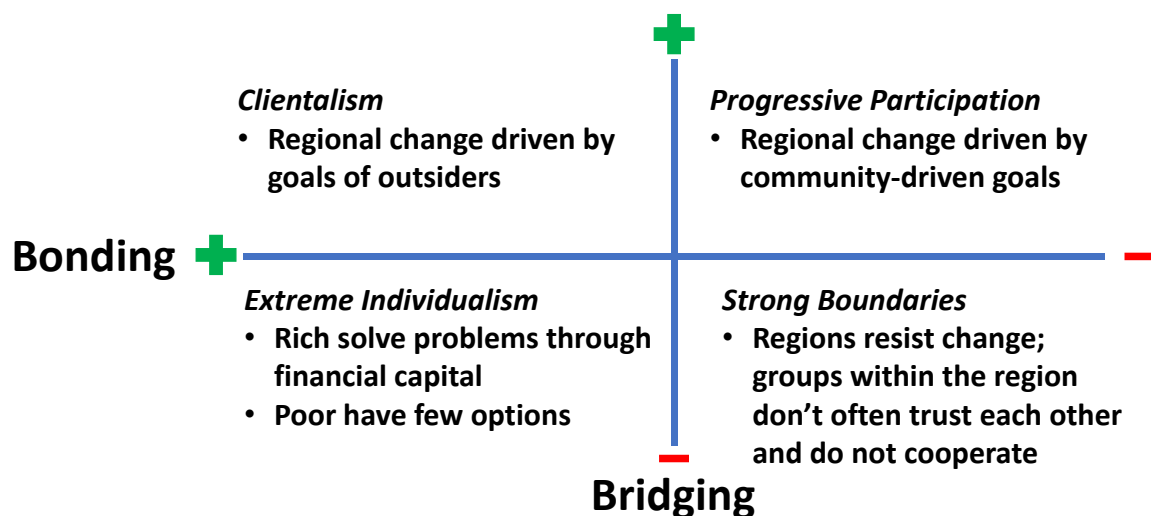 Clientalism
• Regional change driven by
goals of outsiders
Progressive Participation
• Regional change driven by
community-driven goals
Bonding
Extreme Individualism
• Rich solve problems through
financial capital
• Poor have few options
Strong Boundaries
• Regions resist change;
groups within the region
don’t often trust each other
and do not cooperate
Bridging